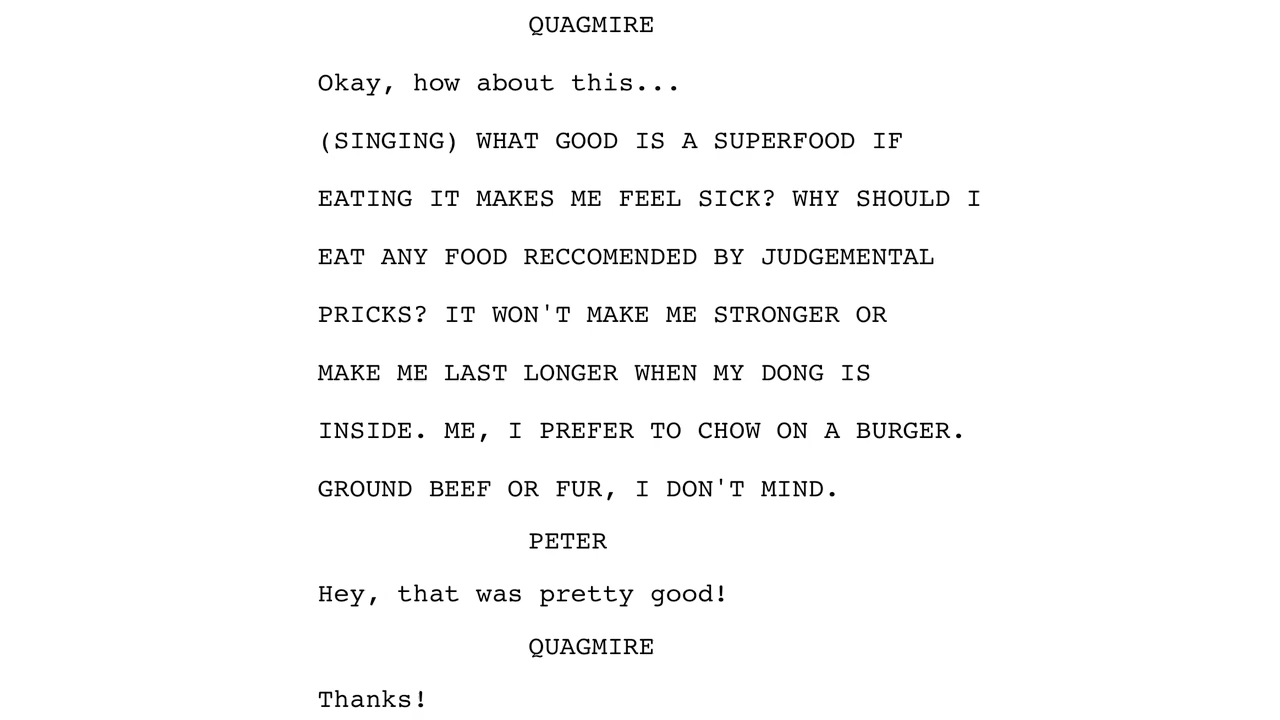 QUAGMIRE
Okay, how about this...
(SINGING) WHAT GOOD IS A SUPERFOOD IF
EATING IT MAKES ME FEEL SICK? WHY SHOULD I
EAT ANY FOOD RECCOMENDED BY JUDGEMENTAL
PRICKS? IT WON'T MAKE ME STRONGER OR
MAKE ME LAST LONGER WHEN MY DONG IS
INSIDE. ME, I PREFER TO CHOW ON A BURGER.
GROUND BEEF OR FUR, I DON'T MIND.
PETER
Hey, that was pretty good!
QUAGMIRE
Thanks!